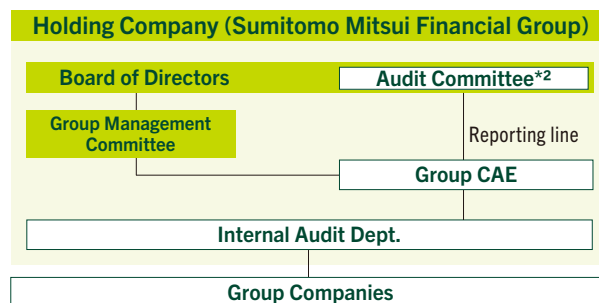 Holding Company (Sumitomo Mitsui Financial Group)
Board of Directors
Audit Committee*2
Group Management
Committee
Reporting line
Group CAE
Internal Audit Dept.
Group Companies